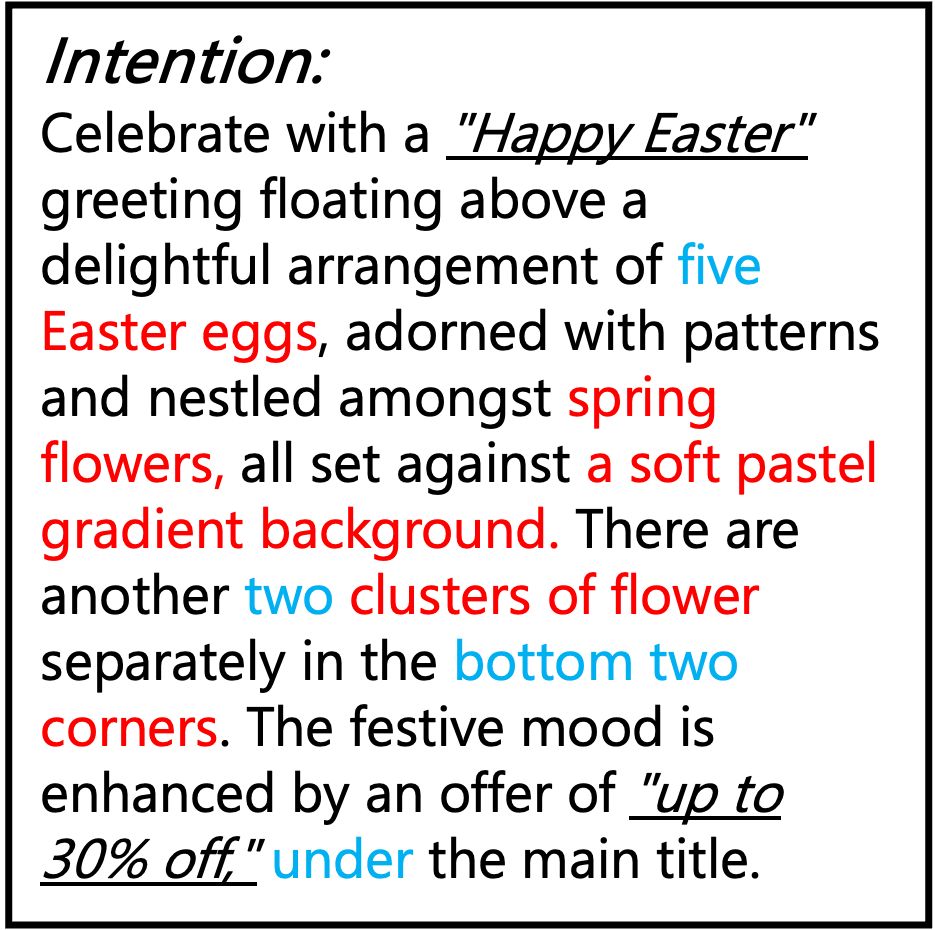 Intention:
Celebrate with a "Happy Easter"
greeting floating above a
delightful arrangement of five
Easter eggs, adorned with patterns
and nestled amongst spring
flowers, all set against a soft pastel
gradient background. There are
another two clusters of flower
separately in the bottom two
corners. The festive mood is
enhanced by an offer of "up to
30% off," under the main title.